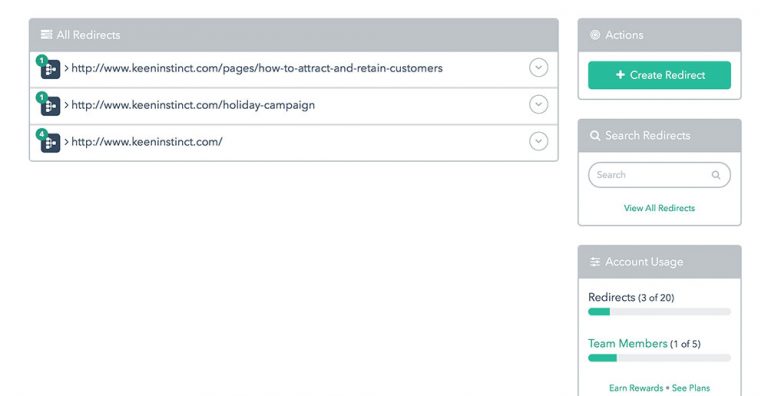 All Redirects
1
> http://www.keeninstinct.com/pages/how-to-attract-and-retain-customers
1
> http://www.keeninstinct.com/holiday-campaign
4
> http://www.keeninstinct.com/
Actions
+ Create Redirect
Search Redirects
Search
View All Redirects
Account Usage
Redirects (3 of 20)
Team Members (1 of 5)
Earn Rewards • See Plans